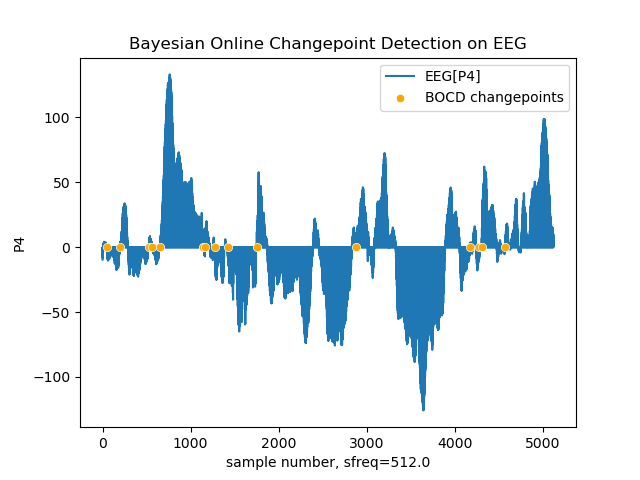 Bayesian Online Changepoint Detection on EEG
EEG[P4]
BOCD changepoints
P4
100
50
0
−50
−100
0 1000 2000 3000 4000 5000
sample number, sfreq=512.0